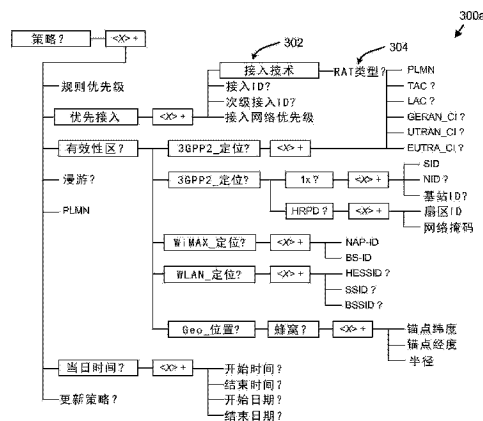 300a
策略?
<X> +
302
304
接入技术
RAT类型?
规则优先级
接入ID?
优先接入
<X> +
次级接入ID?
接入网络优先级
PLMN
TAC ?
LAC ?
GERAN_CI ?
UTRAN_CI ?
EUTRA_CI ?
有效性区?
<X> +
3GPP2_定位?
<X> +
漫游?
3GPP2_定位?
1x ?
<X> +
SID
NID ?
基站ID?
PLMN
HRPD ?
<X> +
扇区ID
网络掩码
WiMAX_定位?
<X> +
NAP-ID
BS-ID
WLAN_定位?
<X> +
HESSID ?
SSID ?
BSSID ?
Geo_位置?
蜂窝?
<X> +
锚点纬度
锚点经度
半径
当日时间?
<X> +
开始时间?
结束时间?
开始日期?
结束日期?
更新策略?